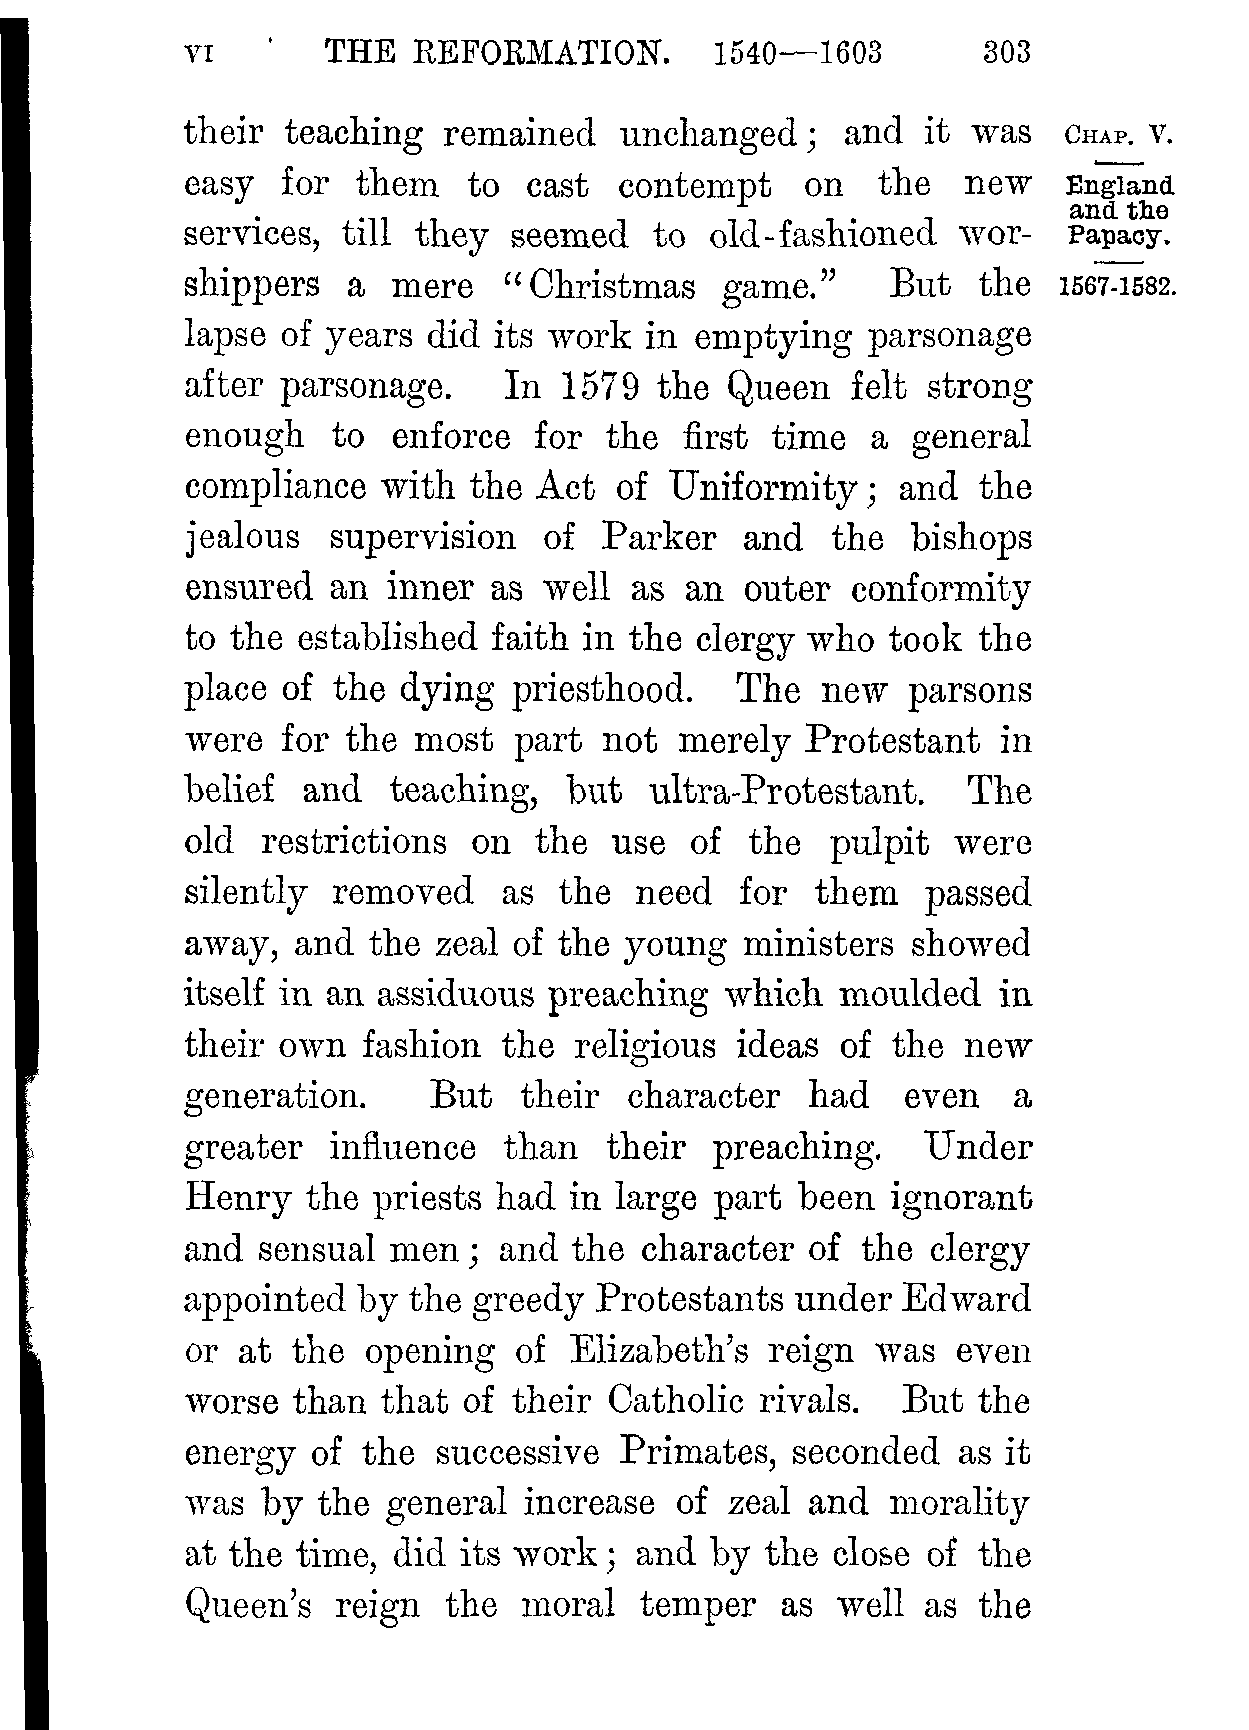 VI THE REFORMATION. 1540—1603 303
their teaching remained unchanged; and it was
easy for them to cast contempt on the new
services, till they seemed to old-fashioned wor-
shippers a mere "Christmas game." But the
lapse of years did its work in emptying parsonage
after parsonage. In 1579 the Queen felt strong
enough to enforce for the first time a general
compliance with the Act of Uniformity; and the
jealous supervision of Parker and the bishops
ensured an inner as well as an outer conformity
to the established faith in the clergy who took the
place of the dying priesthood. The new parsons
were for the most part not merely Protestant in
belief and teaching, but ultra-Protestant. The
old restrictions on the use of the pulpit were
silently removed as the need for them passed
away, and the zeal of the young ministers showed
itself in an assiduous preaching which moulded in
their own fashion the religious ideas of the new
generation. But their character had even a
greater influence than their preaching. Under
Henry the priests had in large part been ignorant
and sensual men; and the character of the clergy
appointed by the greedy Protestants under Edward
or at the opening of Elizabeth's reign was even
worse than that of their Catholic rivals. But the
energy of the successive Primates, seconded as it
was by the general increase of zeal and morality
at the time, did its work; and by the close of the
Queen's reign the moral temper as well as the
CHAP. V.
England
and the
Papacy.
1567-1582.